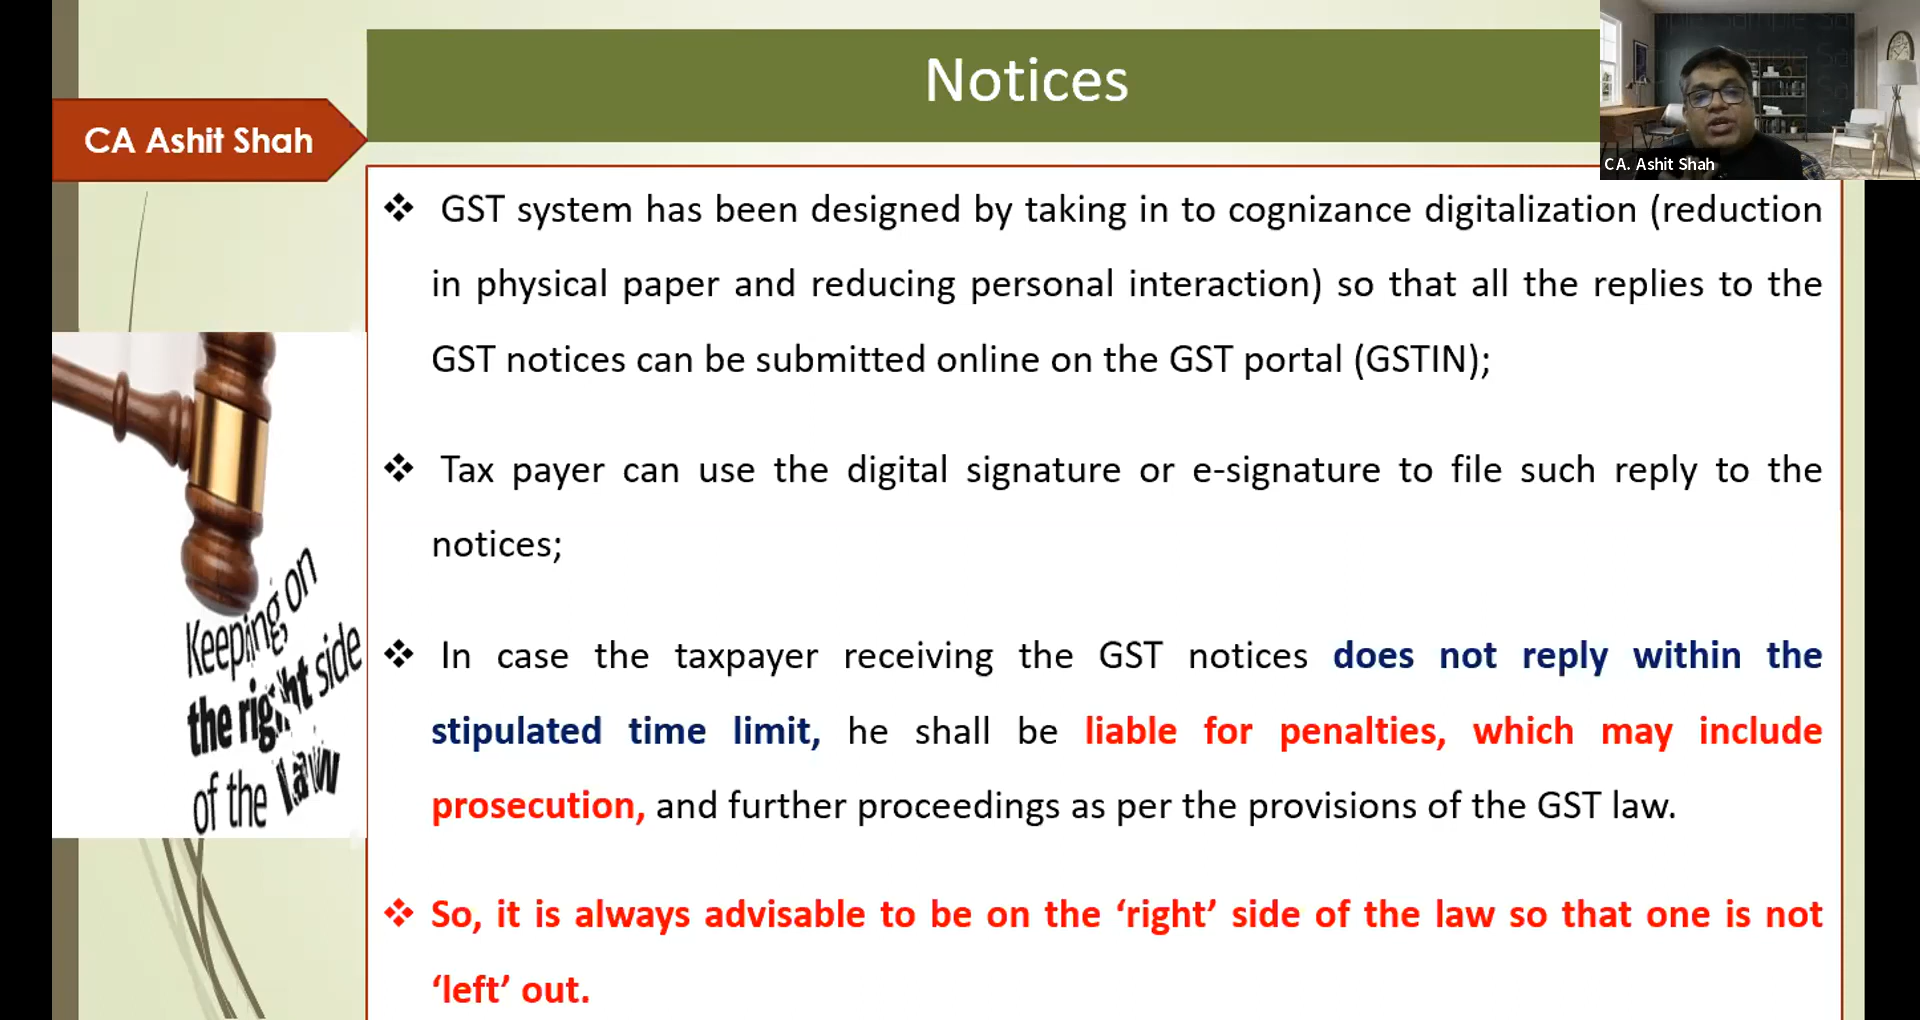 Notices
CA Ashit Shah
CA. Ashit Shah
❖ GST system has been designed by taking in to cognizance digitalization (reduction
in physical paper and reducing personal interaction) so that all the replies to the
GST notices can be submitted online on the GST portal (GSTIN);
❖ Tax payer can use the digital signature or e-signature to file such reply to the
notices;
❖ In case the taxpayer receiving the GST notices does not reply within the
stipulated time limit, he shall be liable for penalties, which may include
prosecution, and further proceedings as per the provisions of the GST law.
❖ So, it is always advisable to be on the ‘right’ side of the law so that one is not
‘left’ out.
Keeping on
the right side
of the law